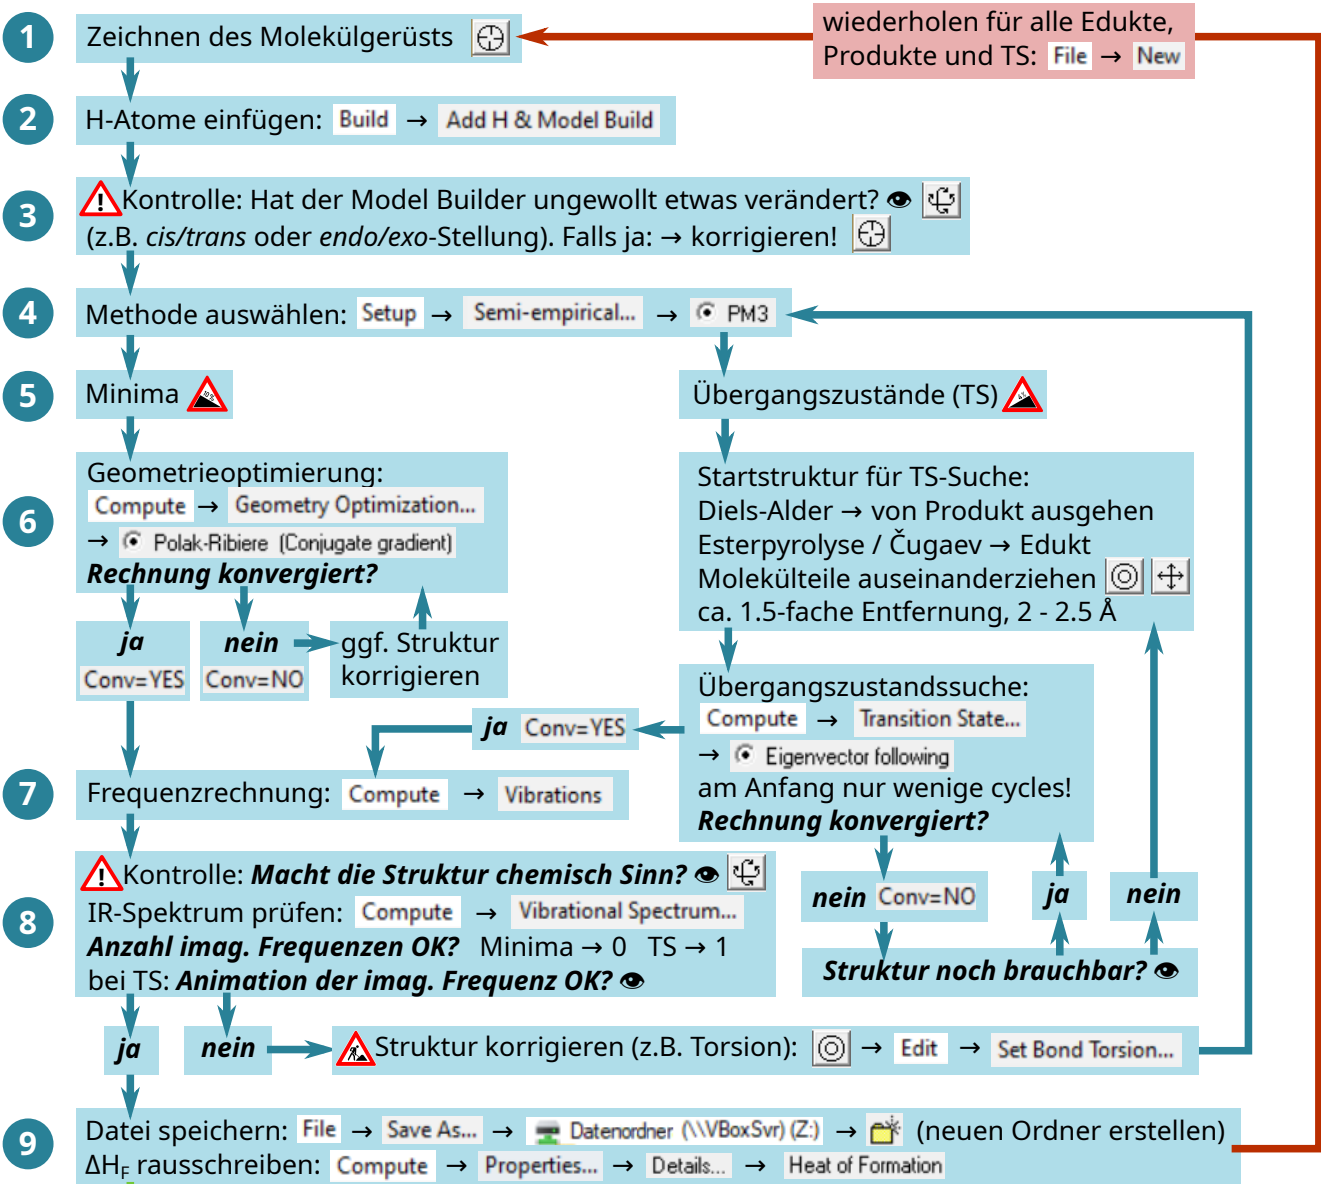 1
Zeichnen des Molekülgerüsts
wiederholen für alle Edukte,
Produkte und TS: File → New
2
H-Atome einfügen: Build → Add H & Model Build
3
! Kontrolle: Hat der Model Builder ungewollt etwas verändert?
(z.B. cis/trans oder endo/exo-Stellung). Falls ja: → korrigieren!
4
Methode auswählen: Setup → Semi-empirical... → PM3
5
Minima 10%
Übergangszustände (TS) 4%
6
Geometrieoptimierung:
Compute → Geometry Optimization...
→ Polak-Ribiere (Conjugate gradient)
Rechnung konvergiert?
ja
Conv=YES
nein
Conv=NO
ggf. Struktur
korrigieren
Startstruktur für TS-Suche:
Diels-Alder → von Produkt ausgehen
Esterpyrolyse / Čugaev → Edukt
Molekülteile auseinanderziehen
ca. 1.5-fache Entfernung, 2 - 2.5 Å
Übergangszustandssuche:
Compute → Transition State...
→ Eigenvector following
am Anfang nur wenige cycles!
Rechnung konvergiert?
ja Conv=YES
nein Conv=NO
ja
nein
Struktur noch brauchbar?
7
Frequenzrechnung: Compute → Vibrations
8
! Kontrolle: Macht die Struktur chemisch Sinn?
IR-Spektrum prüfen: Compute → Vibrational Spectrum...
Anzahl imag. Frequenzen OK? Minima → 0 TS → 1
bei TS: Animation der imag. Frequenz OK?
ja
nein
Struktur korrigieren (z.B. Torsion): → Edit → Set Bond Torsion...
9
Datei speichern: File → Save As... → Datenordner (\\VBoxSvr) (Z:) → (neuen Ordner erstellen)
ΔHF rausschreiben: Compute → Properties... → Details... → Heat of Formation